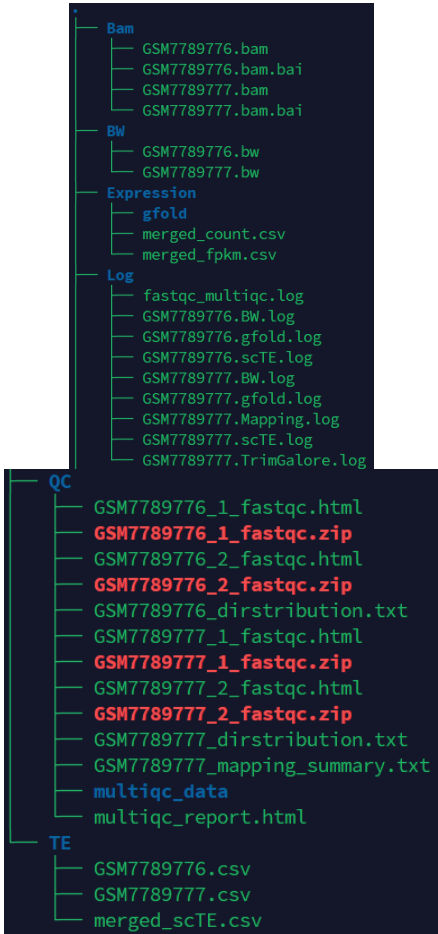 .
Bam
GSM7789776.bam
GSM7789776.bam.bai
GSM7789777.bam
GSM7789777.bam.bai
BW
GSM7789776.bw
GSM7789777.bw
Expression
gfold
merged_count.csv
merged_fpkm.csv
Log
fastqc_multiqc.log
GSM7789776.BW.log
GSM7789776.gfold.log
GSM7789776.scTE.log
GSM7789777.BW.log
GSM7789777.gfold.log
GSM7789777.Mapping.log
GSM7789777.scTE.log
GSM7789777.TrimGalore.log
QC
GSM7789776_1_fastqc.html
GSM7789776_1_fastqc.zip
GSM7789776_2_fastqc.html
GSM7789776_2_fastqc.zip
GSM7789776_dirstribution.txt
GSM7789777_1_fastqc.html
GSM7789777_1_fastqc.zip
GSM7789777_2_fastqc.html
GSM7789777_2_fastqc.zip
GSM7789777_dirstribution.txt
GSM7789777_mapping_summary.txt
multiqc_data
multiqc_report.html
TE
GSM7789776.csv
GSM7789777.csv
merged_scTE.csv